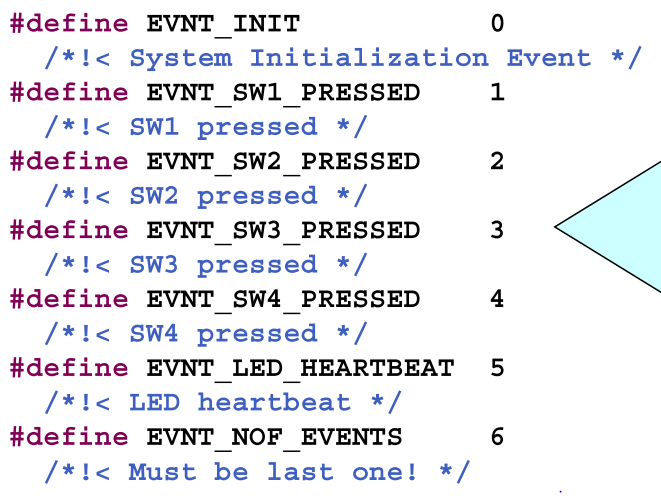 #define EVNT_INIT 0
/*!< System Initialization Event */
#define EVNT_SW1_PRESSED 1
/*!< SW1 pressed */
#define EVNT_SW2_PRESSED 2
/*!< SW2 pressed */
#define EVNT_SW3_PRESSED 3
/*!< SW3 pressed */
#define EVNT_SW4_PRESSED 4
/*!< SW4 pressed */
#define EVNT_LED_HEARTBEAT 5
/*!< LED heartbeat */
#define EVNT_NOF_EVENTS 6
/*!< Must be last one! */